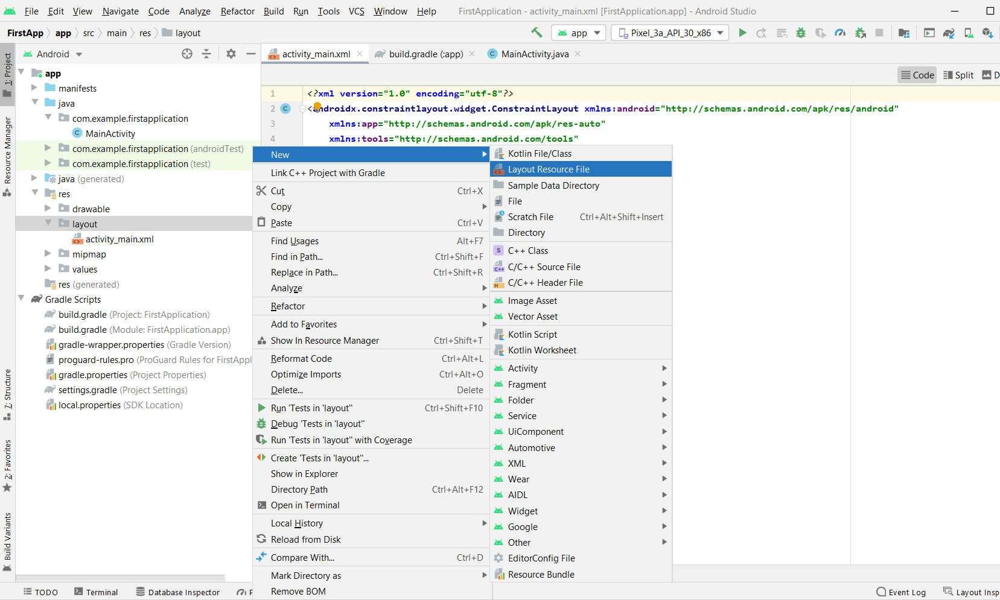 File Edit View Navigate Code Analyze Refactor Build Run Tools VCS Window Help FirstApplication - activity_main.xml [FirstApplication.app] - Android Studio
FirstApp app src main res layout app Pixel_3a_API_30_x86
Android activity_main.xml build.gradle (:app) MainActivity.java
Code Split D
1: Project
Resource Manager
7: Structure
2: Favorites
Build Variants
app
manifests
java
com.example.firstapplication
MainActivity
com.example.firstapplication (androidTest)
com.example.firstapplication (test)
java (generated)
res
drawable
layout
activity_main.xml
mipmap
values
res (generated)
Gradle Scripts
build.gradle (Project: FirstApplication)
build.gradle (Module: FirstApplication.app)
gradle-wrapper.properties (Gradle Version)
proguard-rules.pro (ProGuard Rules for FirstAppl
gradle.properties (Project Properties)
settings.gradle (Project Settings)
local.properties (SDK Location)
1 <?xml version="1.0" encoding="utf-8"?>
2 C <androidx.constraintlayout.widget.ConstraintLayout xmlns:android="http://schemas.android.com/apk/res/android"
3 xmlns:app="http://schemas.android.com/apk/res-auto"
4 xmlns:tools="http://schemas.android.com/tools"
New
Link C++ Project with Gradle
Cut Ctrl+X
Copy
Paste Ctrl+V
Find Usages Alt+F7
Find in Path... Ctrl+Shift+F
Replace in Path... Ctrl+Shift+R
Analyze
Refactor
Add to Favorites
Show In Resource Manager Ctrl+Shift+T
Reformat Code Ctrl+Alt+L
Optimize Imports Ctrl+Alt+O
Delete... Delete
Run 'Tests in 'layout'' Ctrl+Shift+F10
Debug 'Tests in 'layout''
Run 'Tests in 'layout'' with Coverage
Create 'Tests in 'layout''...
Show in Explorer
Directory Path Ctrl+Alt+F12
Open in Terminal
Local History
Reload from Disk
Compare With... Ctrl+D
Mark Directory as
Remove BOM
Kotlin File/Class
Layout Resource File
Sample Data Directory
File
Scratch File Ctrl+Alt+Shift+Insert
Directory
S C++ Class
C++ C/C++ Source File
H C/C++ Header File
Image Asset
Vector Asset
Kotlin Script
Kotlin Worksheet
Activity
Fragment
Folder
Service
UiComponent
Automotive
XML
Wear
AIDL
Widget
Google
Other
EditorConfig File
Resource Bundle
TODO Terminal Database Inspector P Event Log Layout Insp